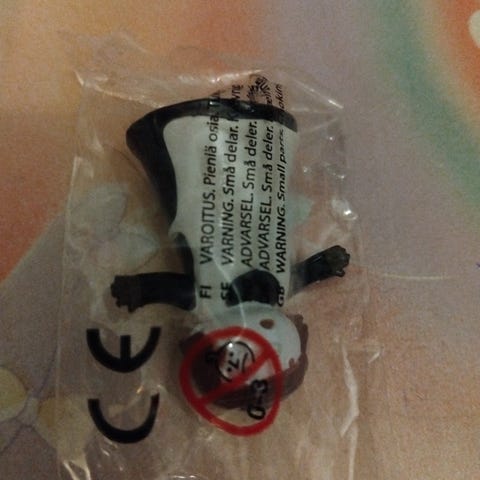 FI VAROITUS. Pieniä osia.
SE VARNING. Små delar.
ADVARSEL. Små deler.
ADVARSEL. Små deler.
GB WARNING. Small parts.
CE
0-3